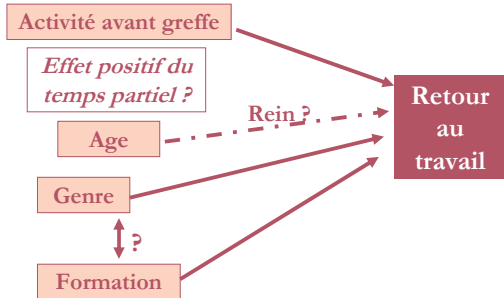 Activité avant greffe
Effet positif du
temps partiel ?
Rein ?
Age
Retour
au
travail
Genre
?
Formation